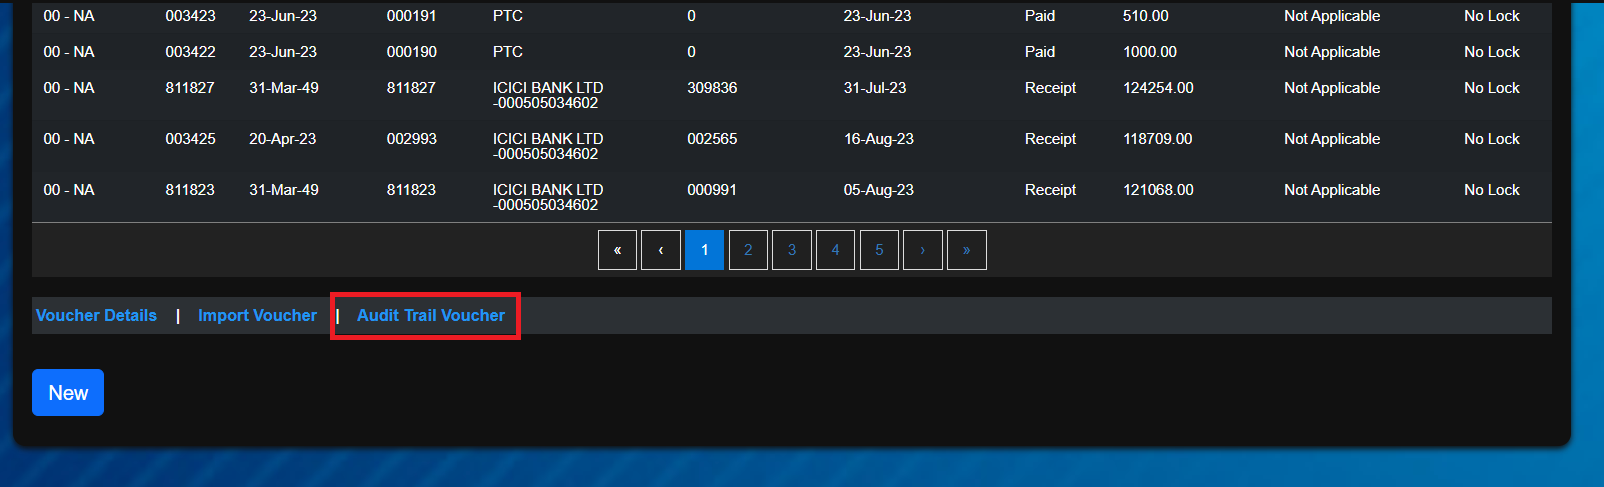 00 - NA 003423 23-Jun-23 000191 PTC 0 23-Jun-23 Paid 510.00 Not Applicable No Lock
00 - NA 003422 23-Jun-23 000190 PTC 0 23-Jun-23 Paid 1000.00 Not Applicable No Lock
00 - NA 811827 31-Mar-49 811827 ICICI BANK LTD 309836 31-Jul-23 Receipt 124254.00 Not Applicable No Lock
-000505034602
00 - NA 003425 20-Apr-23 002993 ICICI BANK LTD 002565 16-Aug-23 Receipt 118709.00 Not Applicable No Lock
-000505034602
00 - NA 811823 31-Mar-49 811823 ICICI BANK LTD 000991 05-Aug-23 Receipt 121068.00 Not Applicable No Lock
-000505034602
« ‹ 1 2 3 4 5 › »
Voucher Details | Import Voucher | Audit Trail Voucher
New